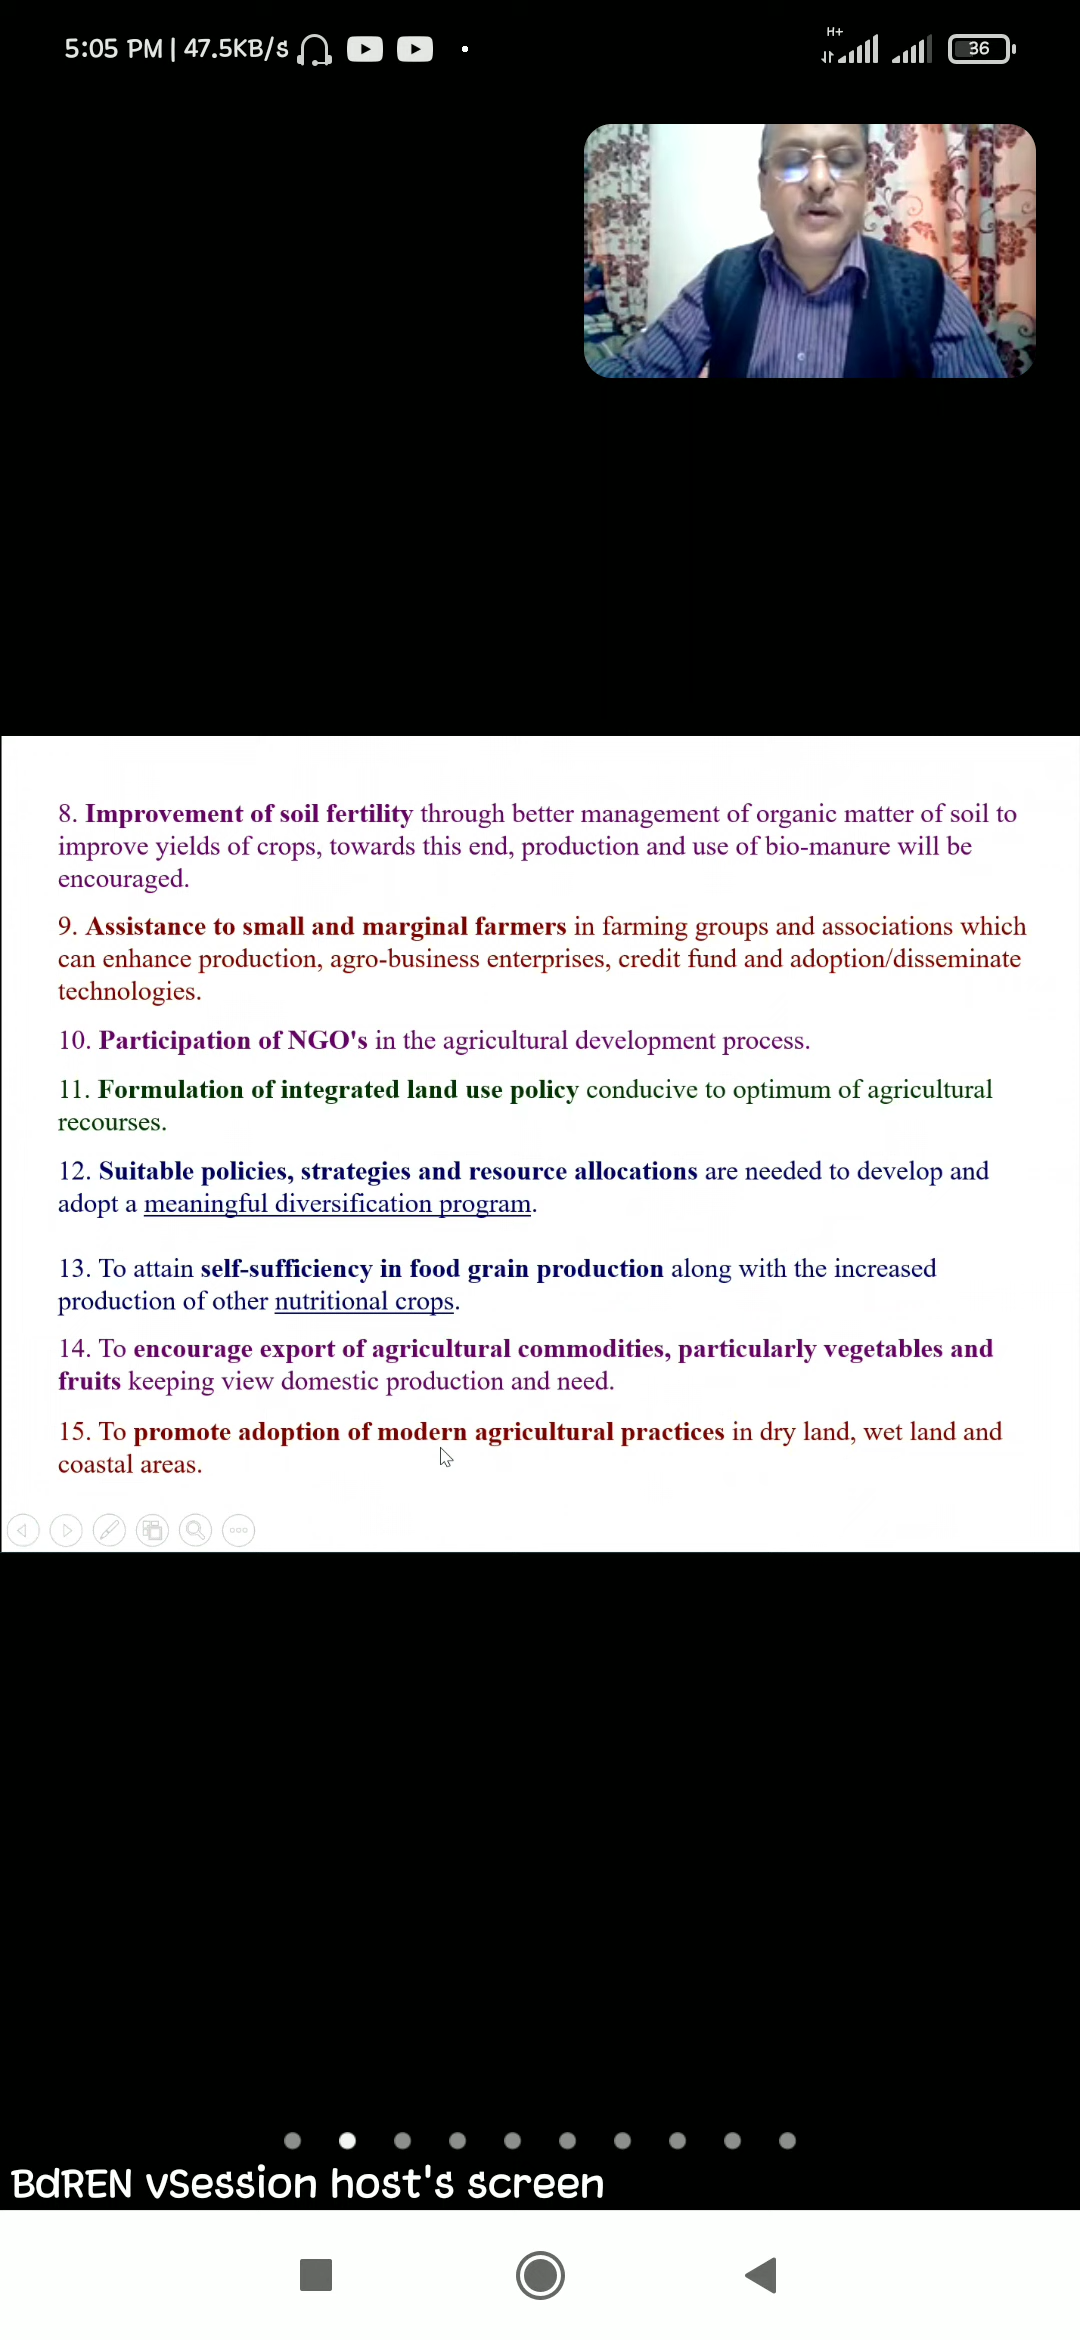 5:05 PM | 47.5KB/s
H+
36
8. Improvement of soil fertility through better management of organic matter of soil to
improve yields of crops, towards this end, production and use of bio-manure will be
encouraged.
9. Assistance to small and marginal farmers in farming groups and associations which
can enhance production, agro-business enterprises, credit fund and adoption/disseminate
technologies.
10. Participation of NGO's in the agricultural development process.
11. Formulation of integrated land use policy conducive to optimum of agricultural
recourses.
12. Suitable policies, strategies and resource allocations are needed to develop and
adopt a meaningful diversification program.
13. To attain self-sufficiency in food grain production along with the increased
production of other nutritional crops.
14. To encourage export of agricultural commodities, particularly vegetables and
fruits keeping view domestic production and need.
15. To promote adoption of modern agricultural practices in dry land, wet land and
coastal areas.
BdREN vSession host's screen